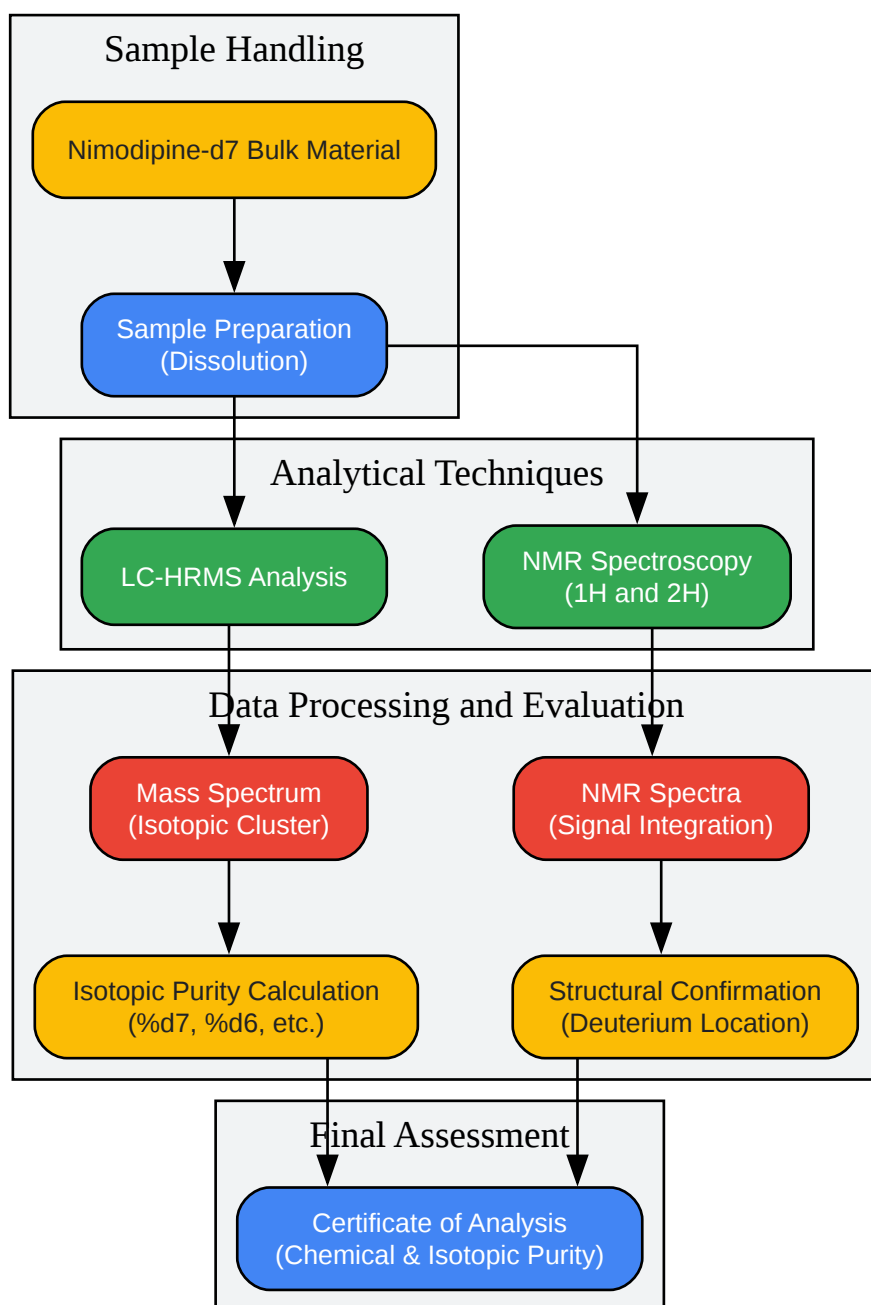 Sample Handling
Nimodipine-d7 Bulk Material
Sample Preparation
(Dissolution)
Analytical Techniques
LC-HRMS Analysis
NMR Spectroscopy
(1H and 2H)
Data Processing and Evaluation
Mass Spectrum
(Isotopic Cluster)
NMR Spectra
(Signal Integration)
Isotopic Purity Calculation
(%d7, %d6, etc.)
Structural Confirmation
(Deuterium Location)
Final Assessment
Certificate of Analysis
(Chemical & Isotopic Purity)